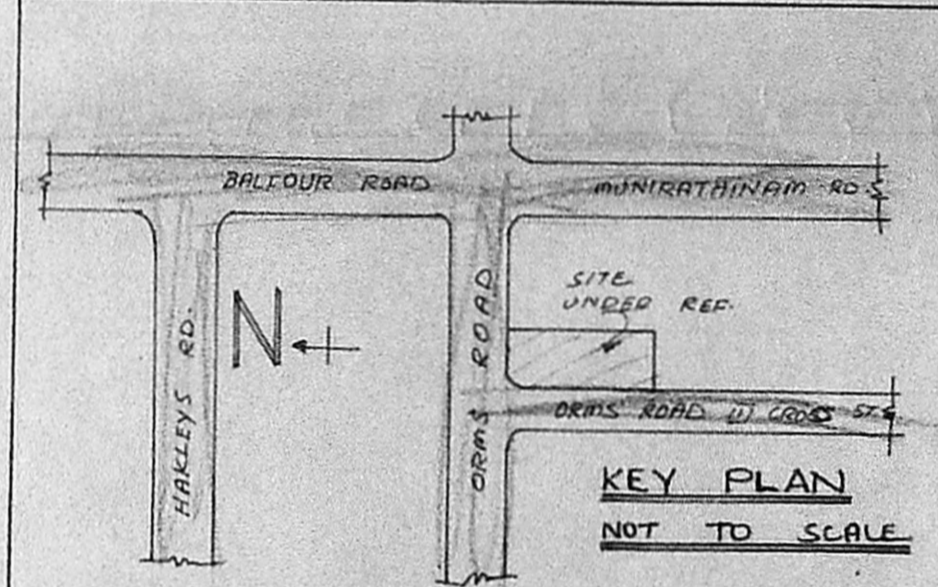 BALFOUR ROAD
MUNIRATHINAM RD.
HAKLEYS RD.
N
ORMS ROAD
SITE
UNDER REF.
ORMS ROAD CROSS ST.
KEY PLAN
NOT TO SCALE